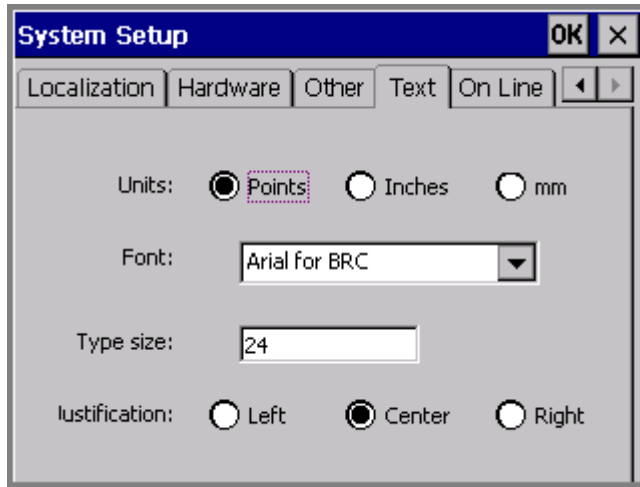 System Setup OK
Localization Hardware Other Text On Line
Units: Points Inches mm
Font: Arial for BRC
Type size: 24
Justification: Left Center Right